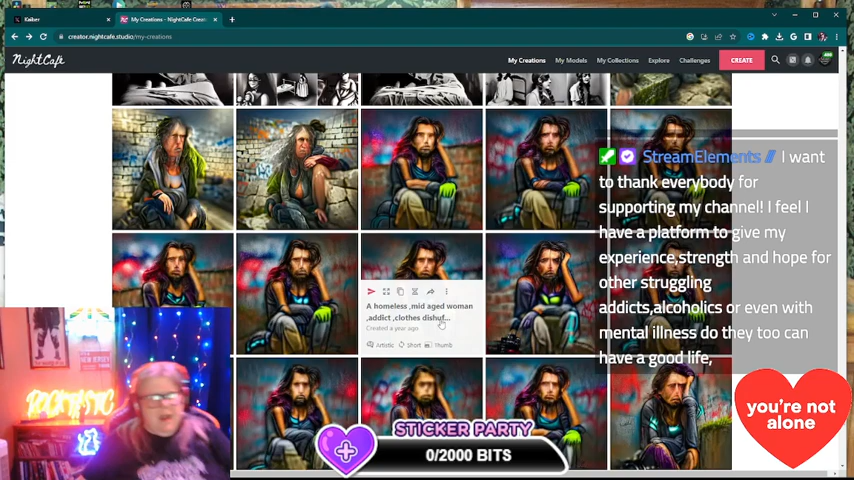 Kaiber
My Creations - NightCafe Creato
creator.nightcafe.studio/my-creations
NightCafe
My Creations
My Models
My Collections
Explore
Challenges
CREATE
StreamElements // I want
to thank everybody for
supporting my channel! I feel I
have a platform to give my
experience,strength and hope for
other struggling
addicts,alcoholics or even with
mental illness do they too can
have a good life,
A homeless ,mid aged woman
,addict ,clothes dishuf...
Created a year ago
Artistic
Short
Thumb
NEW JERSEY
ROCKTASTIC
STICKER PARTY
0/2000 BITS
you're not
alone